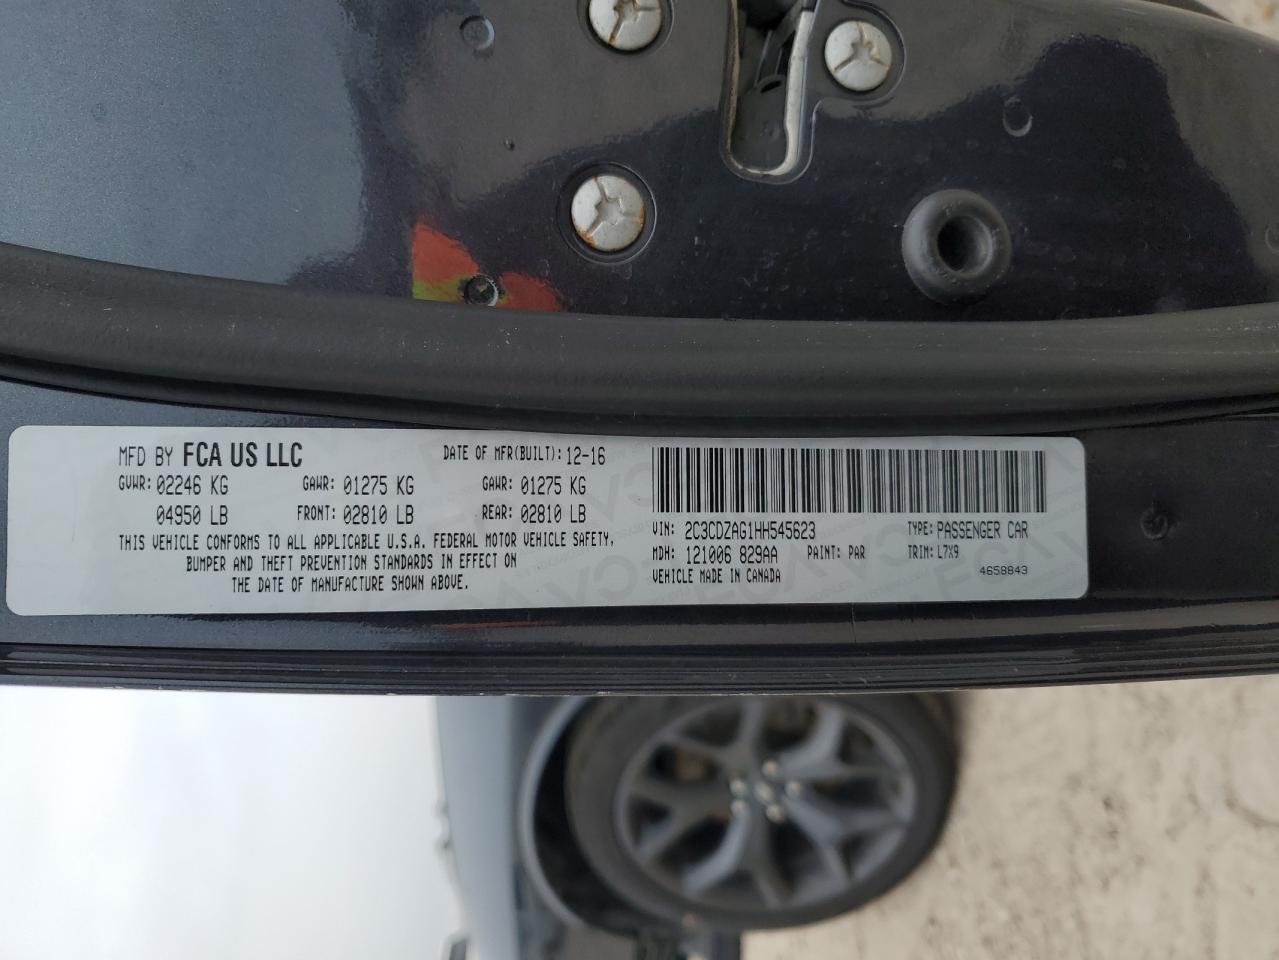 MFD BY FCA US LLC DATE OF MFR(BUILT): 12-16
GVWR: 02246 KG GAWR: 01275 KG GAWR: 01275 KG
04950 LB FRONT: 02810 LB REAR: 02810 LB
THIS VEHICLE CONFORMS TO ALL APPLICABLE U.S.A. FEDERAL MOTOR VEHICLE SAFETY.
BUMPER AND THEFT PREVENTION STANDARDS IN EFFECT ON
THE DATE OF MANUFACTURE SHOWN ABOVE.
VIN: 2C3CDZAG1HH545623 TYPE: PASSENGER CAR
MDH: 121006 829AA PAINT: PAR TRIM: L7X9
VEHICLE MADE IN CANADA 4658843